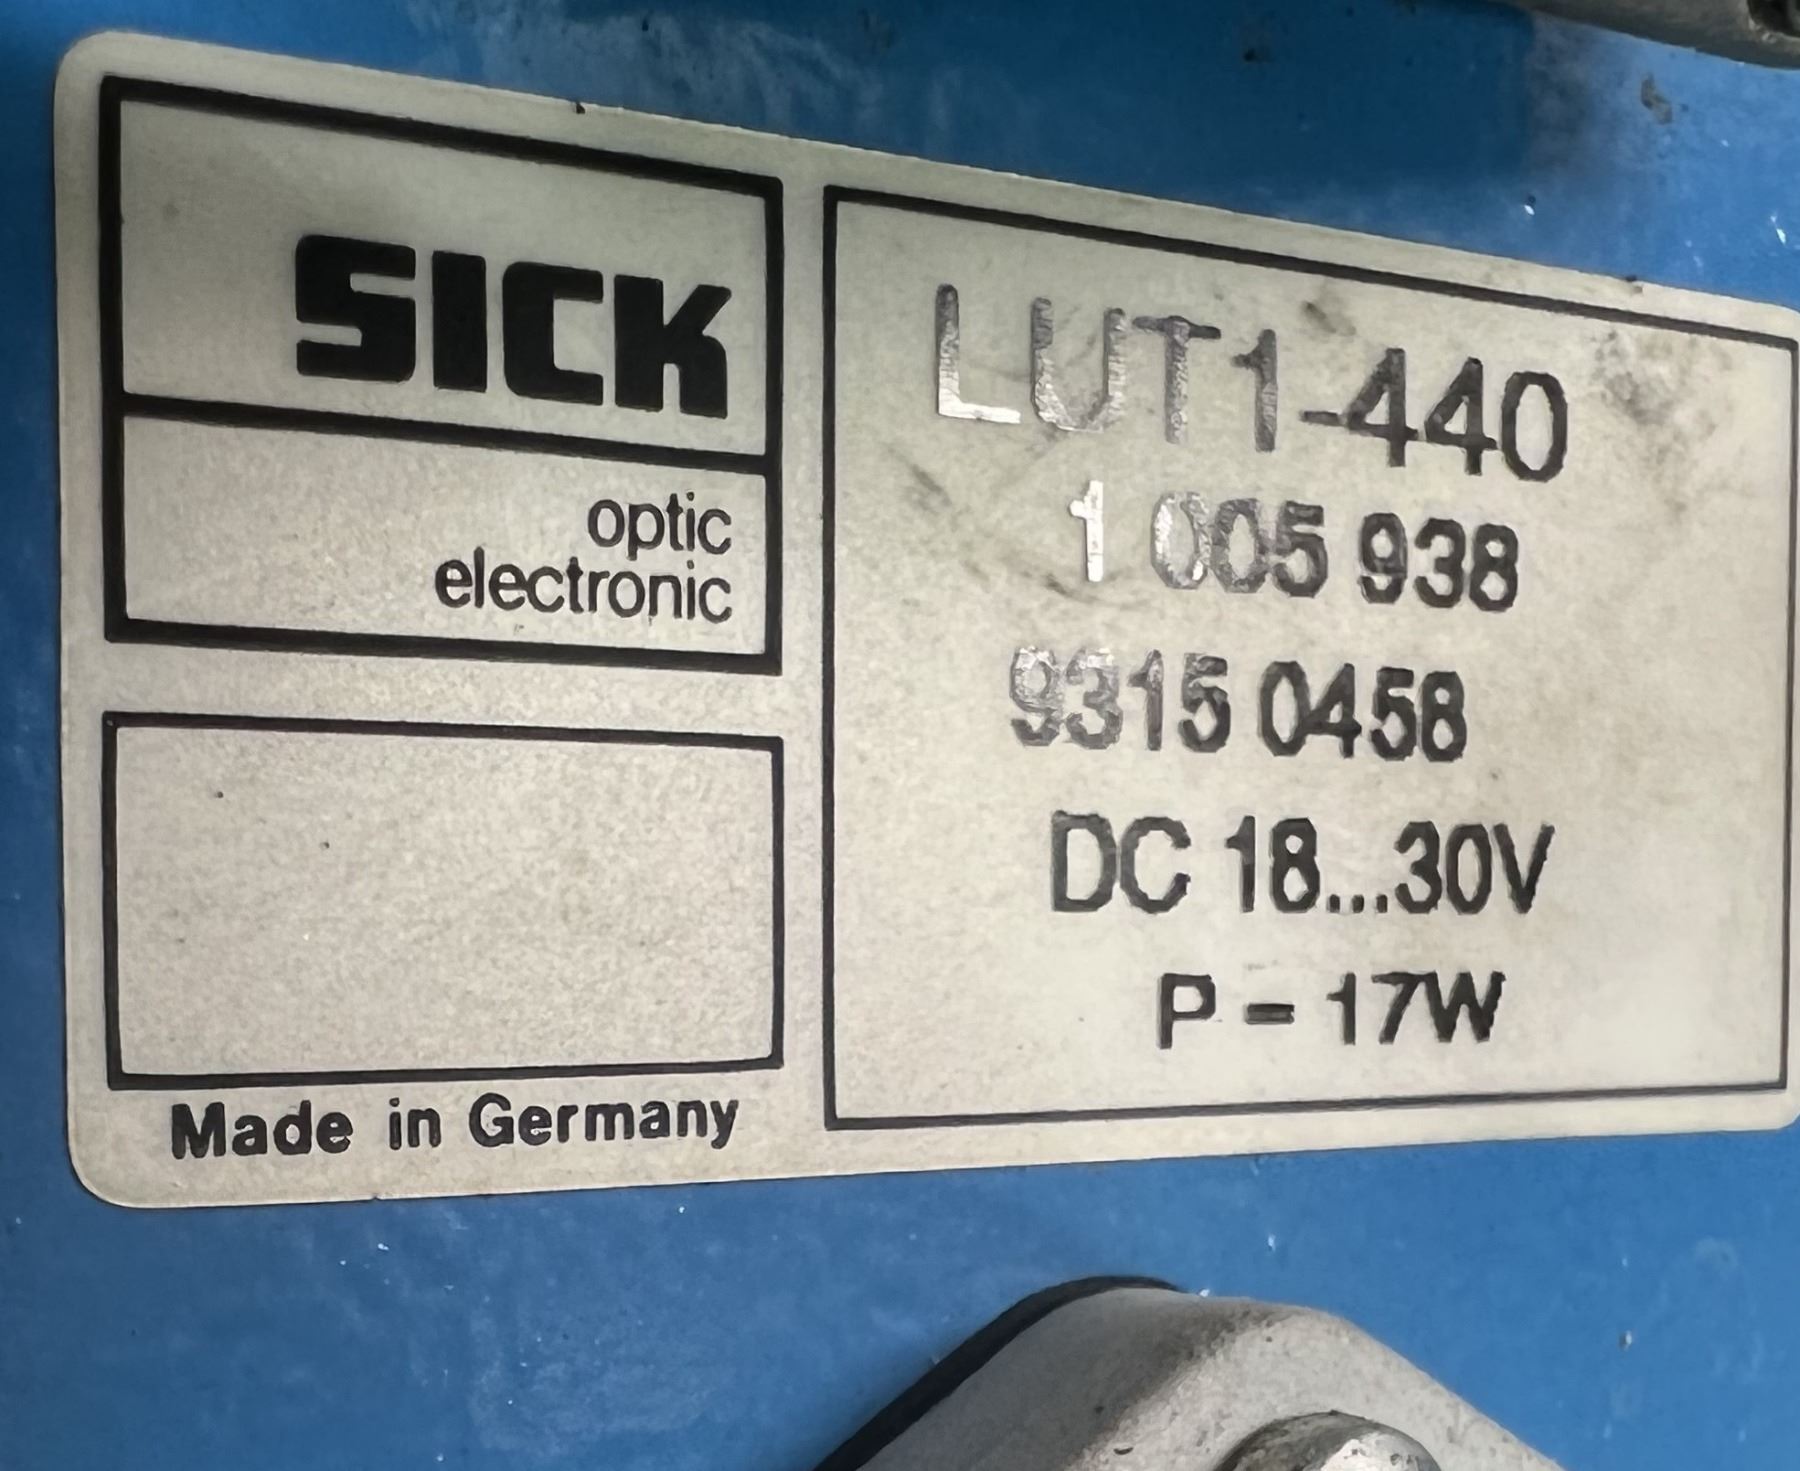 SICK
optic
electronic
Made in Germany
LUT1-440
1 005 938
9315 0458
DC 18...30V
P = 17W